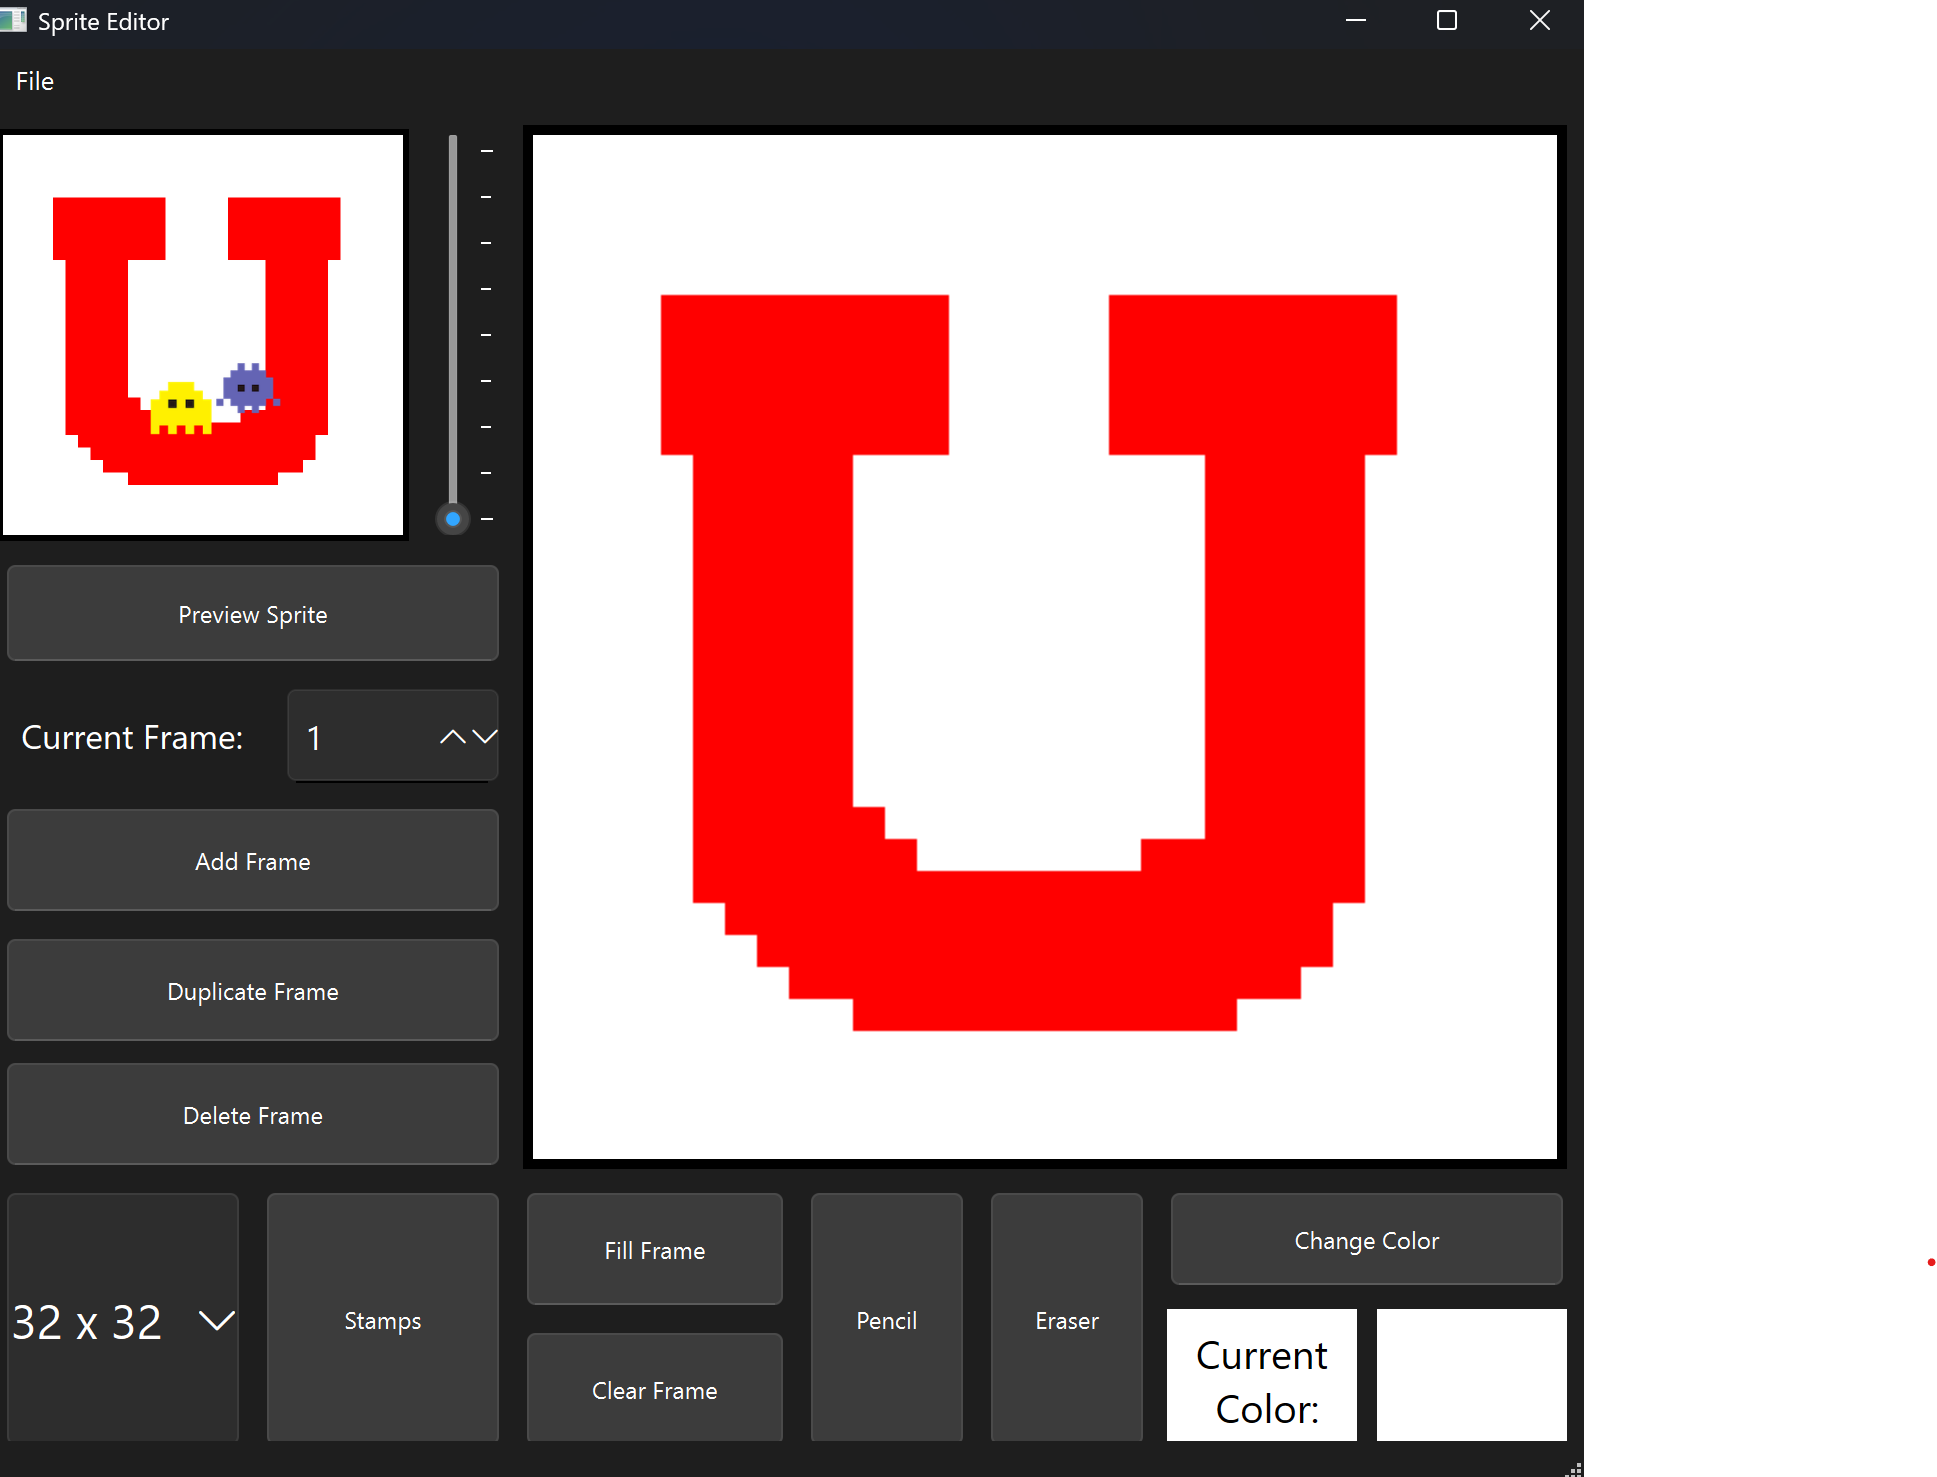 Sprite Editor
File
Preview Sprite
Current Frame:
1
Add Frame
Duplicate Frame
Delete Frame
32 x 32
Stamps
Fill Frame
Clear Frame
Pencil
Eraser
Change Color
Current
Color: